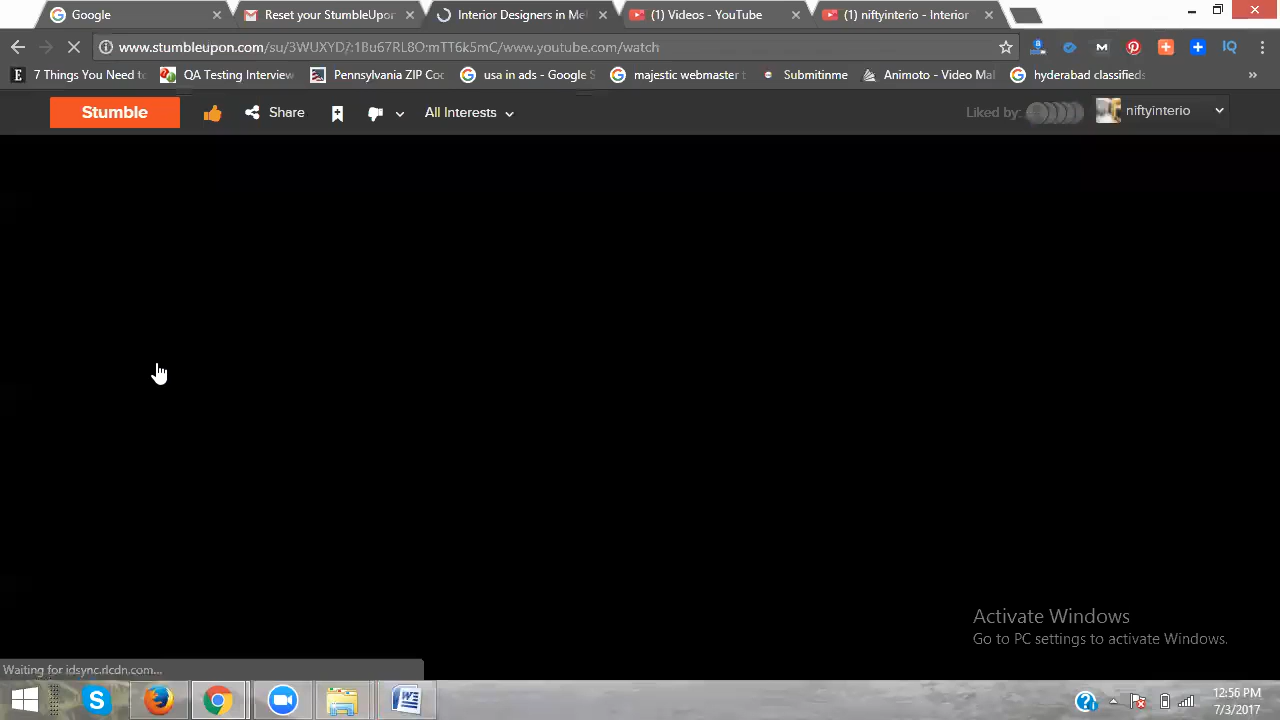 Google
Reset your StumbleUpon
Interior Designers in Mel
(1) Videos - YouTube
(1) niftyinterio - Interior
www.stumbleupon.com/su/3WUXYD/:1Bu67RL8O:mTT6k5mC/www.youtube.com/watch
7 Things You Need to
QA Testing Interview
Pennsylvania ZIP Coc
usa in ads - Google S
majestic webmaster t
Submitinme
Animoto - Video Mal
hyderabad classifieds
Stumble
Share
All Interests
Liked by:
niftyinterio
Activate Windows
Go to PC settings to activate Windows.
Waiting for idsync.rlcdn.com...
12:56 PM
7/3/2017